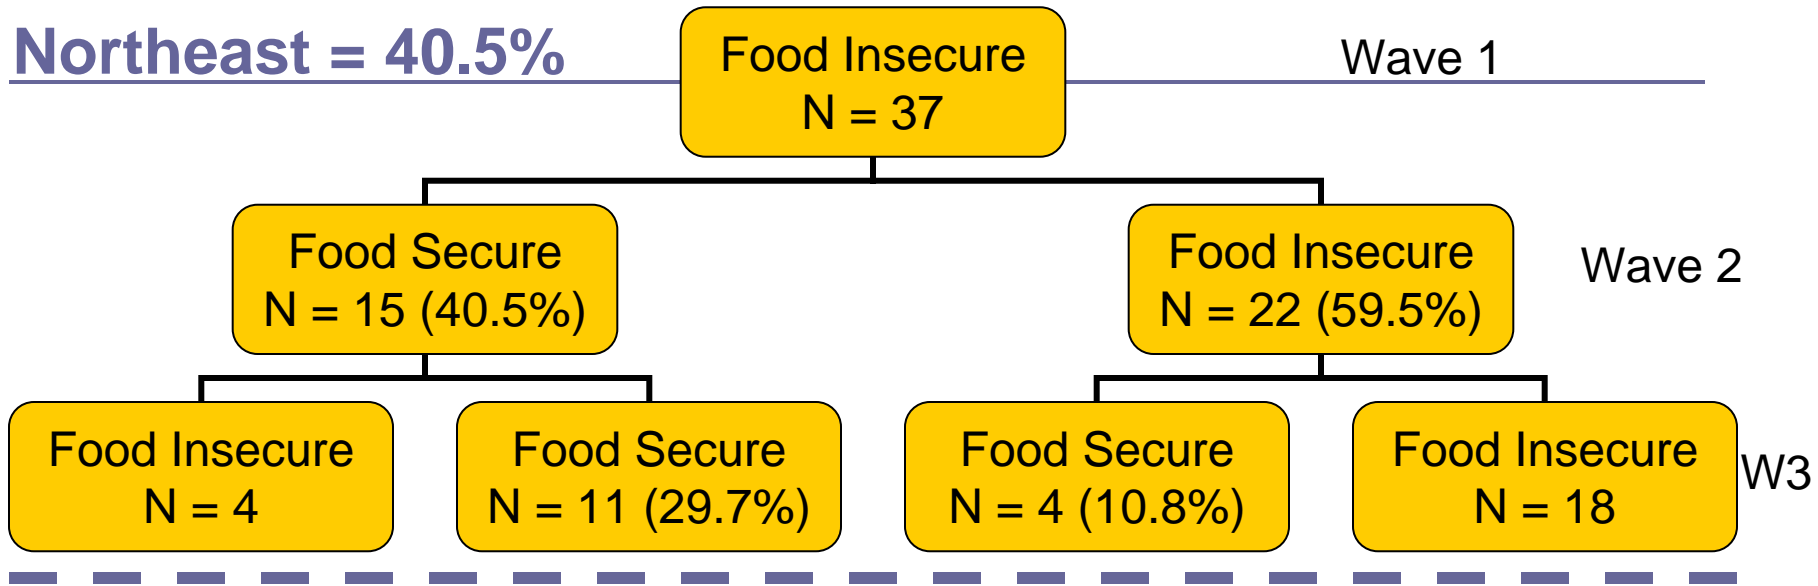 Northeast = 40.5%
Food Insecure
N = 37
Wave 1
Food Secure
N = 15 (40.5%)
Food Insecure
N = 22 (59.5%)
Wave 2
Food Insecure
N = 4
Food Secure
N = 11 (29.7%)
Food Secure
N = 4 (10.8%)
Food Insecure
N = 18
W3